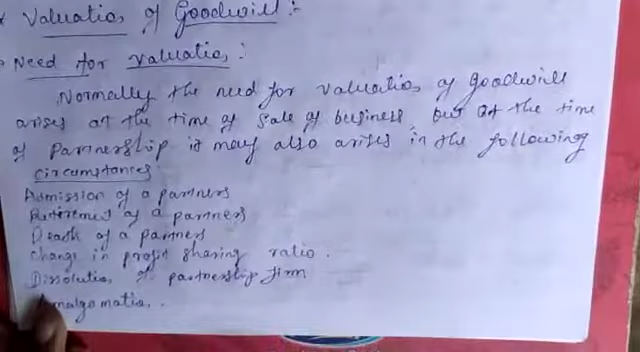 * Valuation of Goodwill :-
Need for valuation :
Normally the need for valuation of goodwill
arises at the time of sale of business, but at the time
of partnership it may also arises in the following
circumstances:
Admission of a partners
Retirement of a partners
Death of a partners
change in profit sharing ratio.
Dissolution of partnership firm
Amalgamation.